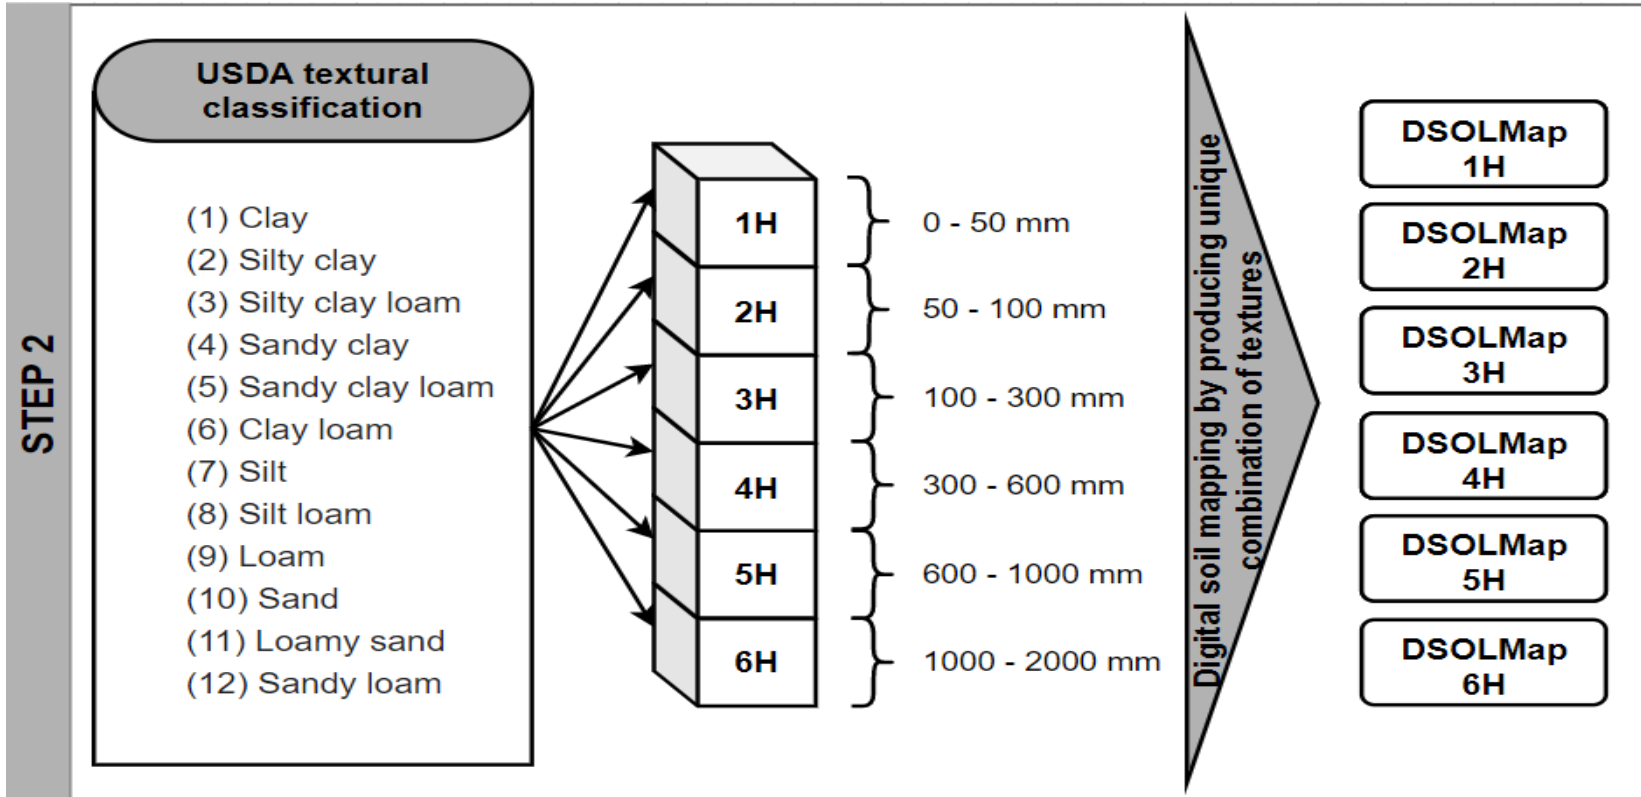 STEP 2
USDA textural
classification
(1) Clay
(2) Silty clay
(3) Silty clay loam
(4) Sandy clay
(5) Sandy clay loam
(6) Clay loam
(7) Silt
(8) Silt loam
(9) Loam
(10) Sand
(11) Loamy sand
(12) Sandy loam
1H
2H
3H
4H
5H
6H
0 - 50 mm
50 - 100 mm
100 - 300 mm
300 - 600 mm
600 - 1000 mm
1000 - 2000 mm
Digital soil mapping by producing unique
combination of textures
DSOLMap
1H
DSOLMap
2H
DSOLMap
3H
DSOLMap
4H
DSOLMap
5H
DSOLMap
6H